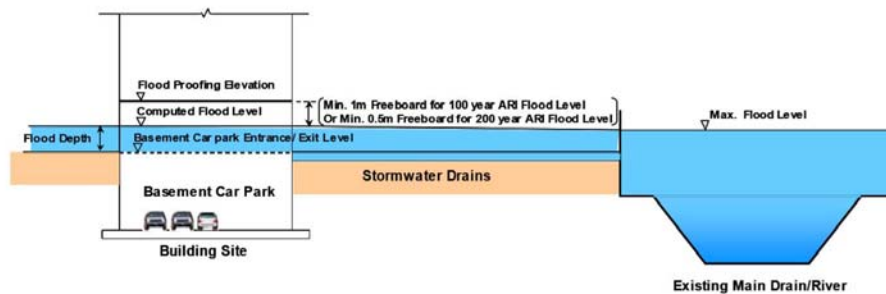 Flood Proofing Elevation
Min. 1m Freeboard for 100 year ARI Flood Level
Or Min. 0.5m Freeboard for 200 year ARI Flood Level
Computed Flood Level
Max. Flood Level
Flood Depth
Basement Car park Entrance/ Exit Level
Stormwater Drains
Basement Car Park
Building Site
Existing Main Drain/River